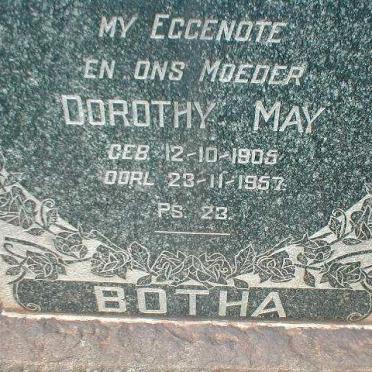 MY EGGENOTE
EN ONS MOEDER
DOROTHY MAY
GEB 12-10-1905
OORL 23-11-1957
PS. 23.
BOTHA